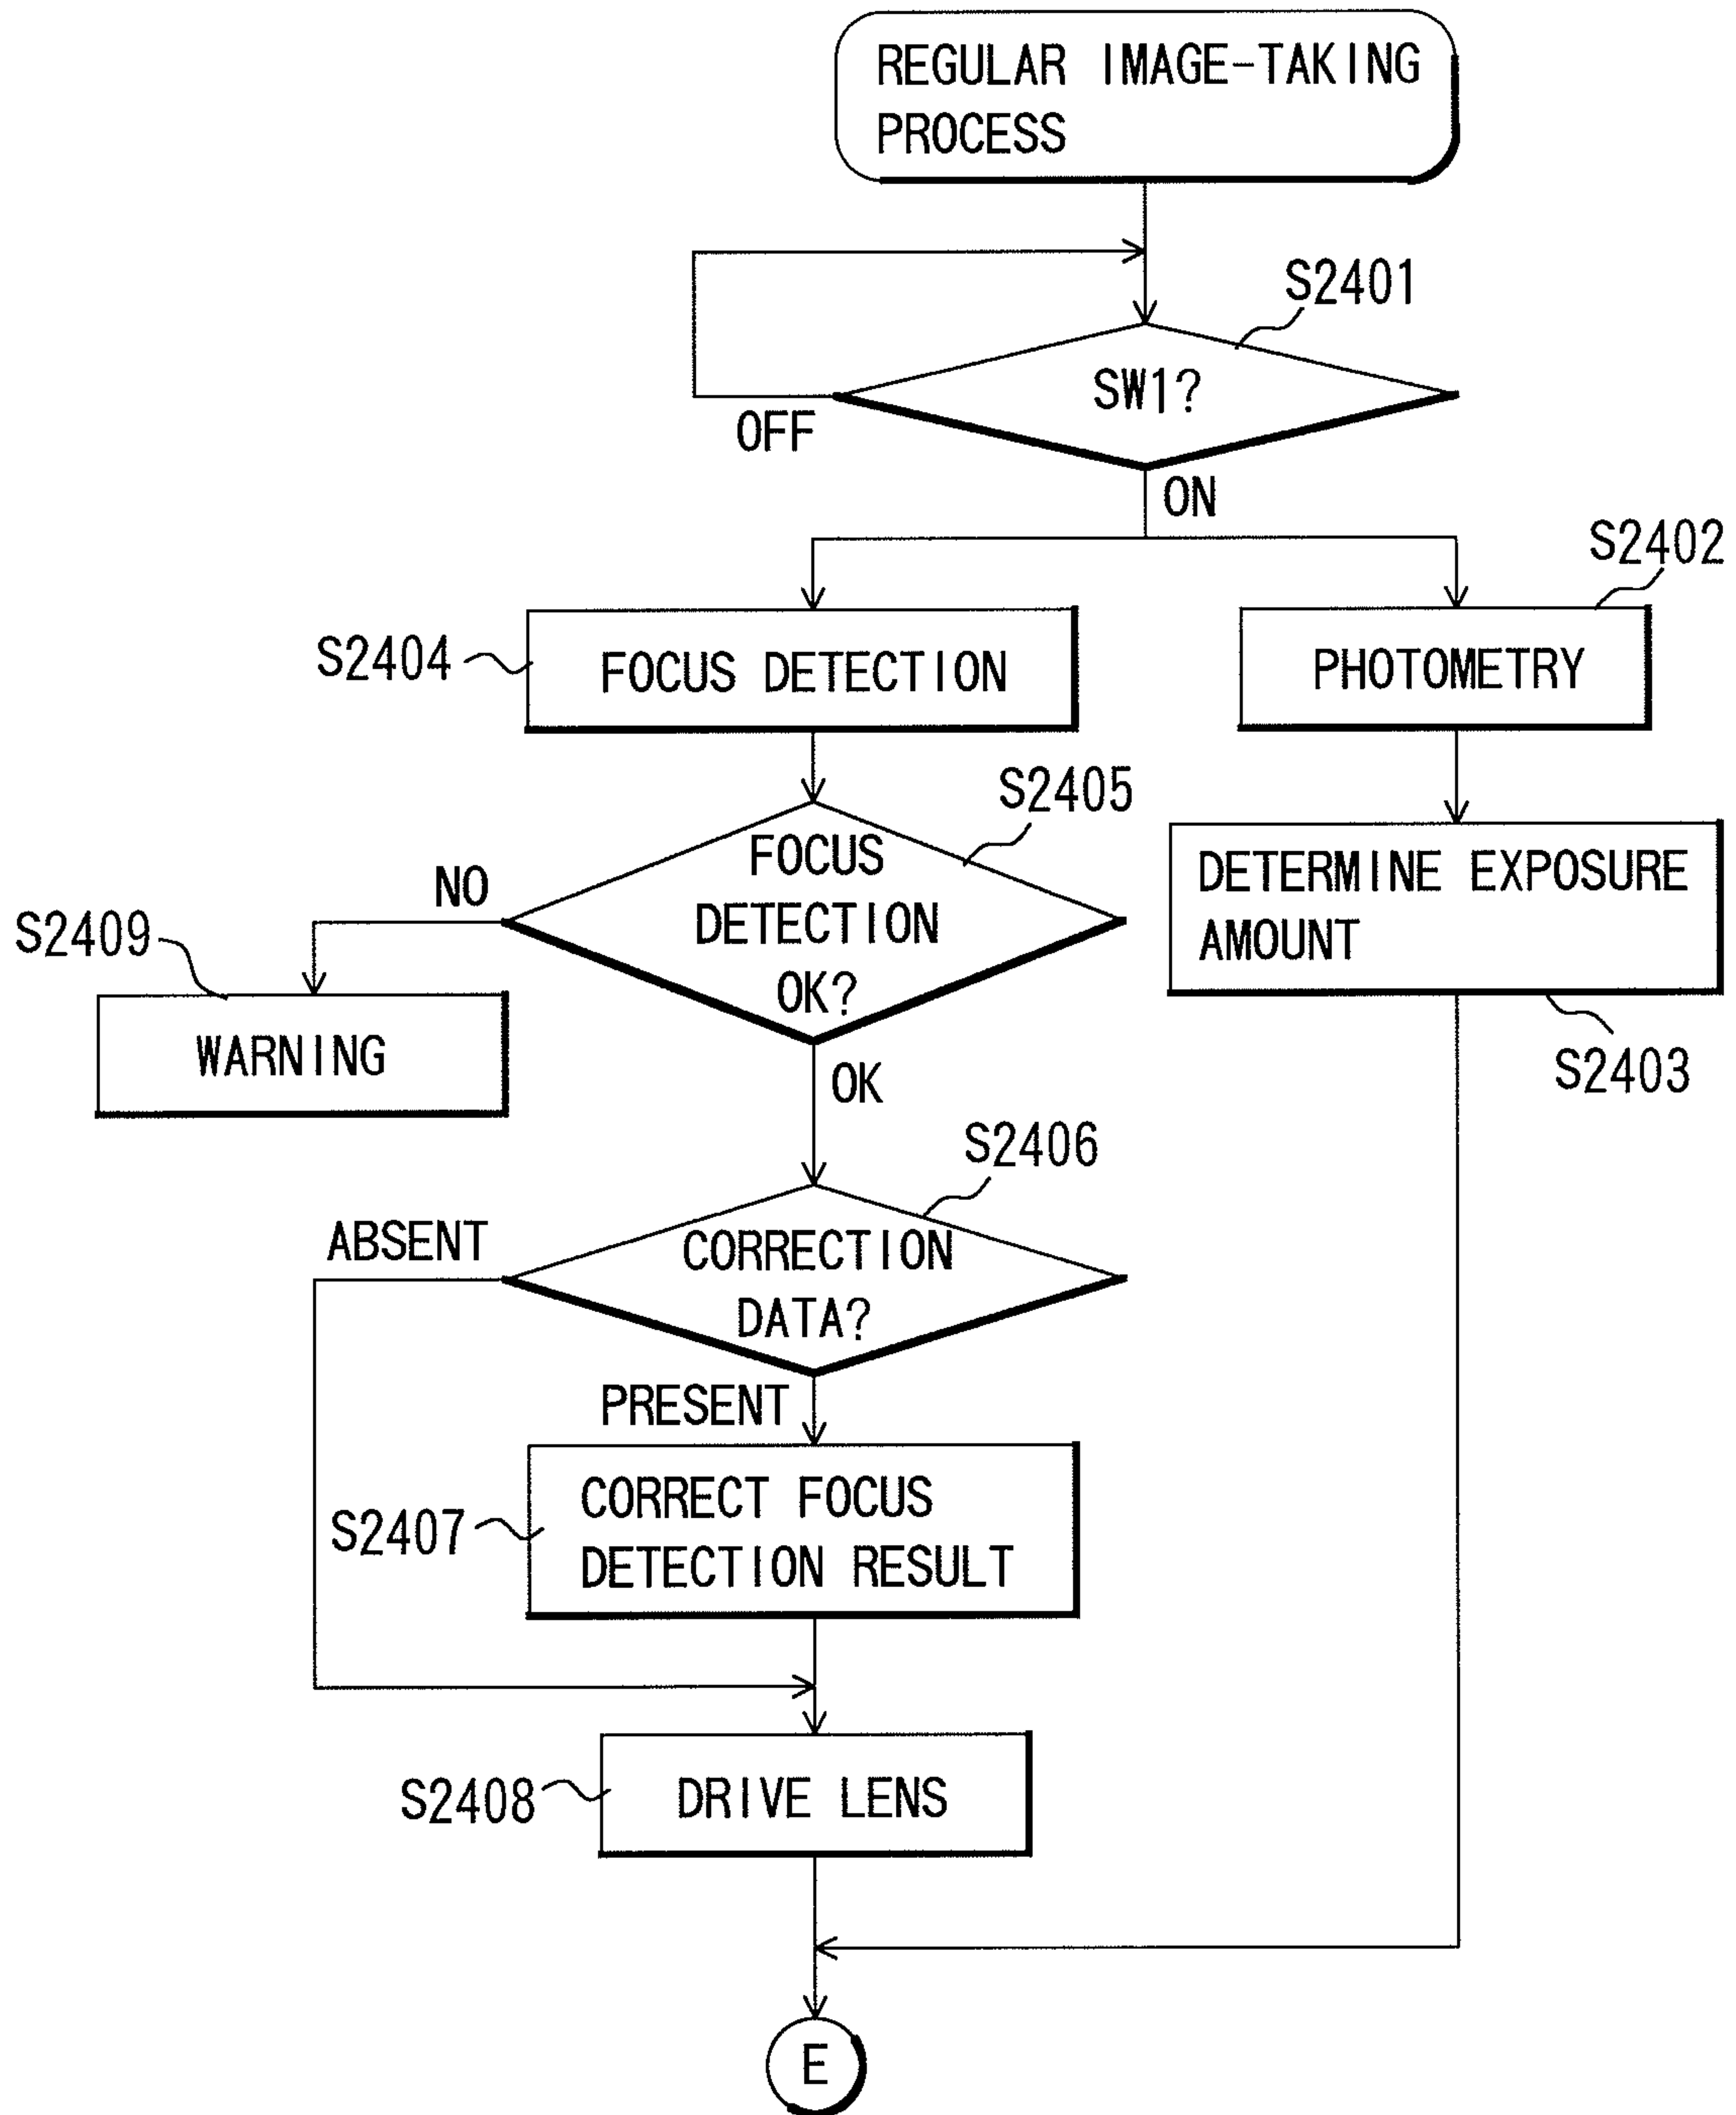 REGULAR IMAGE-TAKING
PROCESS
S2401
SW1?
OFF
ON
S2402
S2404
FOCUS DETECTION
PHOTOMETRY
S2405
FOCUS
DETECTION
OK?
NO
DETERMINE EXPOSURE
AMOUNT
S2409
WARNING
S2403
OK
S2406
ABSENT
CORRECTION
DATA?
PRESENT
S2407
CORRECT FOCUS
DETECTION RESULT
S2408
DRIVE LENS
E